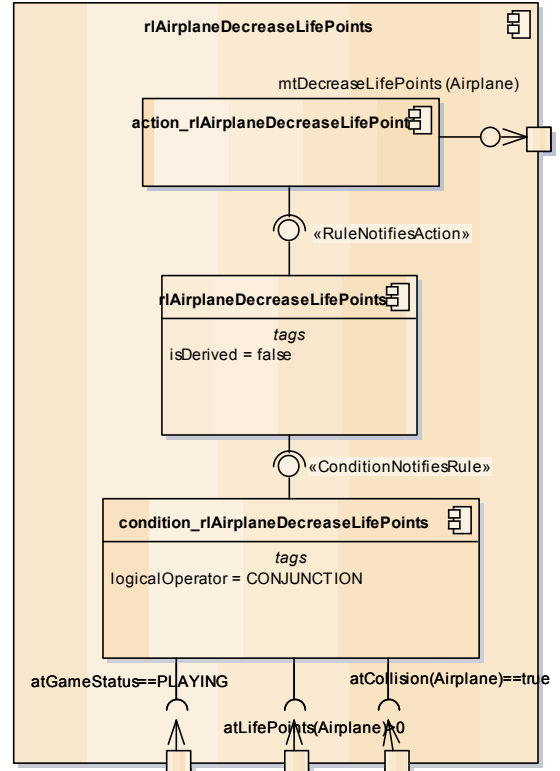 rlAirplaneDecreaseLifePoints
mtDecreaseLifePoints (Airplane)
action_rlAirplaneDecreaseLifePoint
«RuleNotifiesAction»
rlAirplaneDecreaseLifePoints
tags
isDerived = false
«ConditionNotifiesRule»
condition_rlAirplaneDecreaseLifePoints
tags
logicalOperator = CONJUNCTION
atGameStatus==PLAYING
atCollision(Airplane)==true
atLifePoints(Airplane)>0